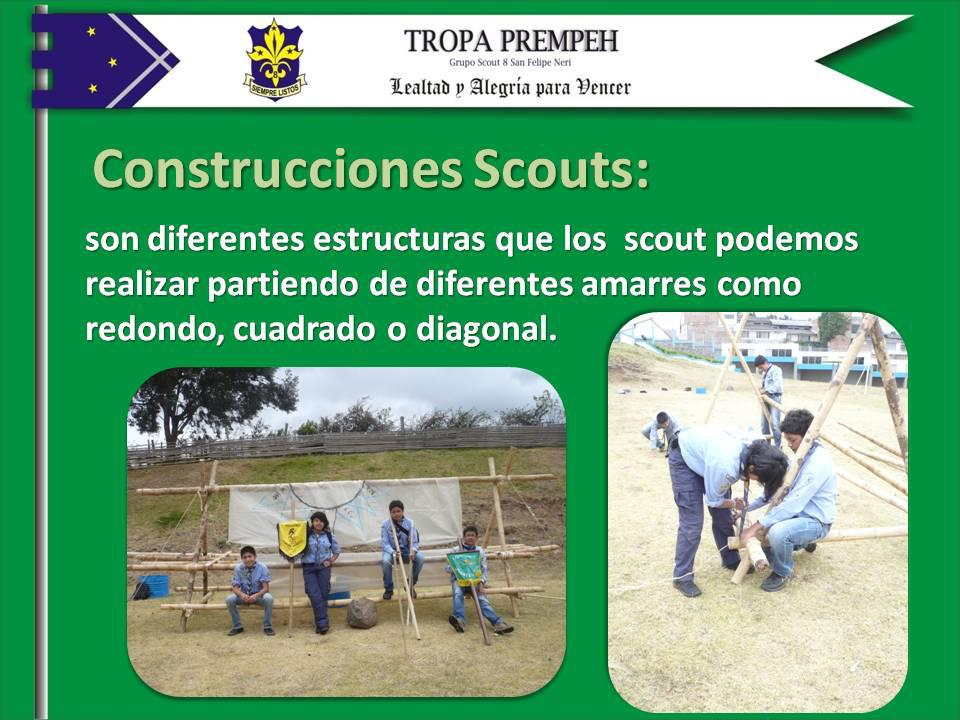 TROPA PREMPEH
Grupo Scout 8 San Felipe Neri
Lealtad y Alegría para Vencer
8
SIEMPRE LISTOS
Construcciones Scouts:
son diferentes estructuras que los scout podemos
realizar partiendo de diferentes amarres como
redondo, cuadrado o diagonal.